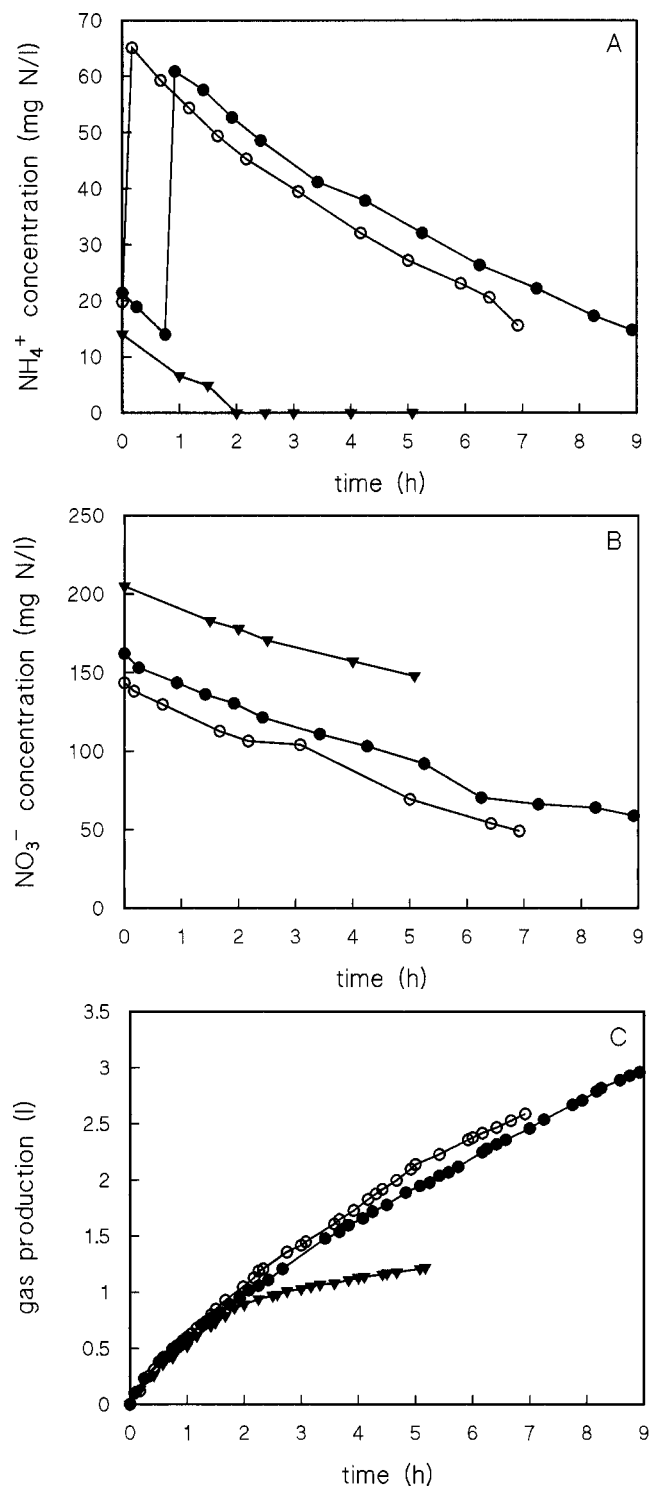 A
NH₄⁺ concentration (mg N/l)
70
60
50
40
30
20
10
0
0 1 2 3 4 5 6 7 8 9
time (h)
B
NO₃⁻ concentration (mg N/l)
250
200
150
100
50
0
0 1 2 3 4 5 6 7 8 9
time (h)
C
gas production (l)
3.5
3
2.5
2
1.5
1
0.5
0
0 1 2 3 4 5 6 7 8 9
time (h)